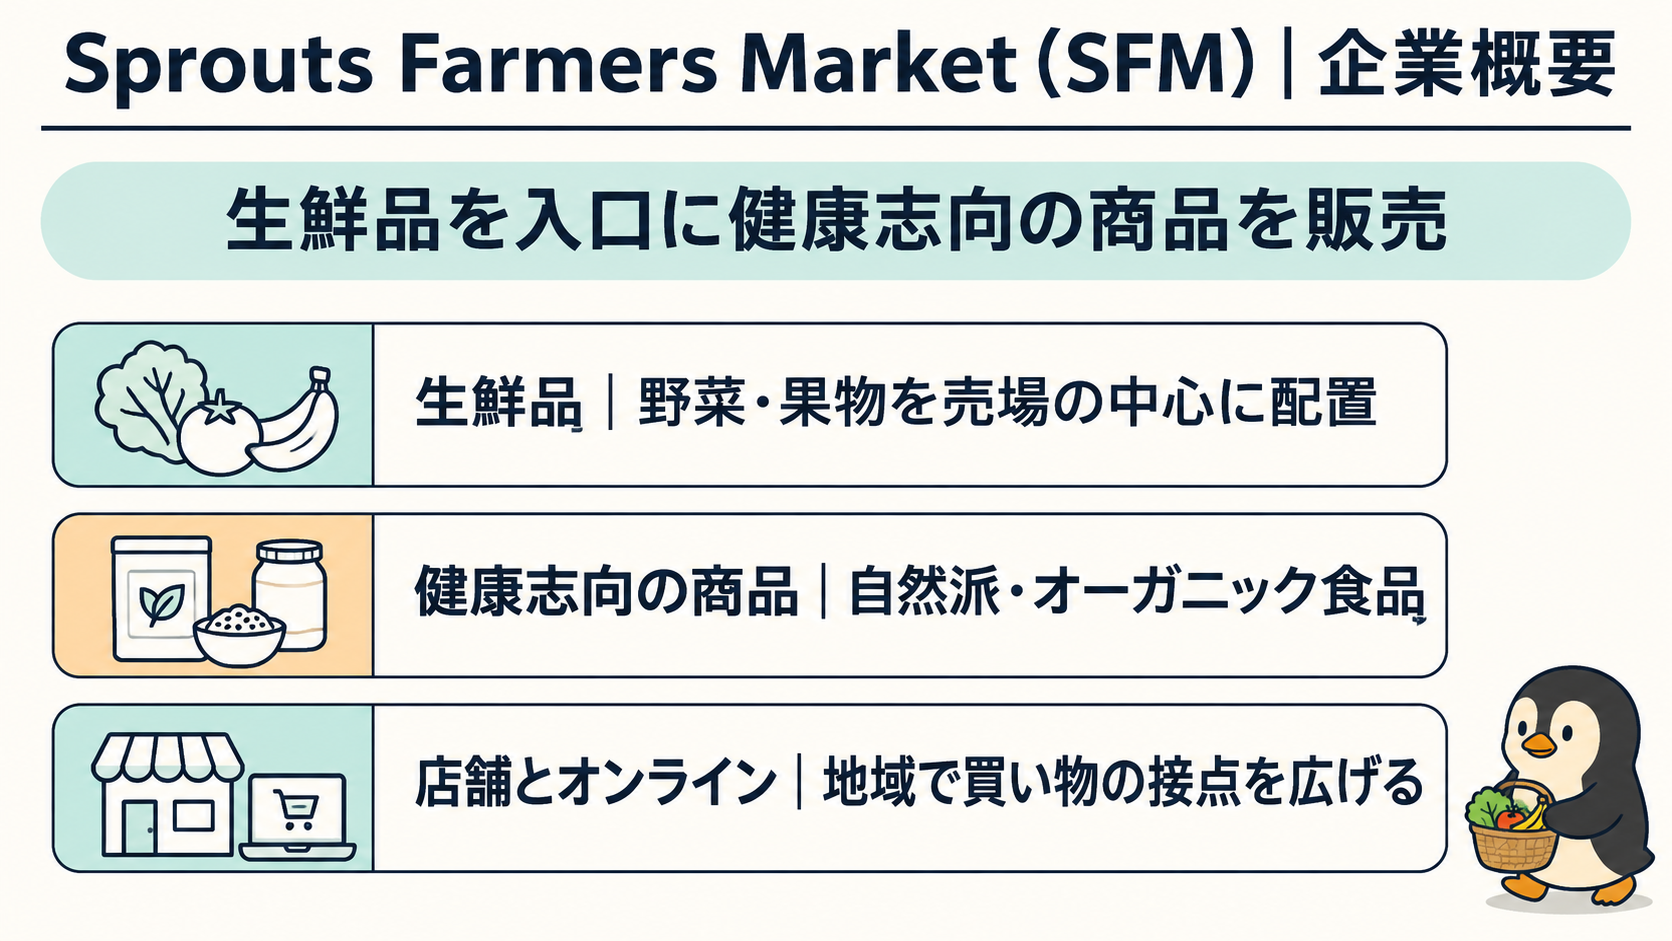 Sprouts Farmers Market（SFM）｜企業概要
生鮮品を入口に健康志向の商品を販売
生鮮品｜野菜・果物を売場の中心に配置
健康志向の商品｜自然派・オーガニック食品
店舗とオンライン｜地域で買い物の接点を広げる